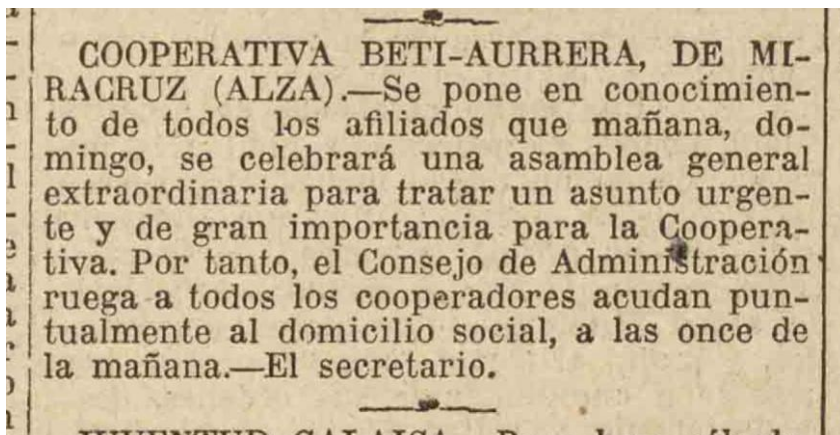 COOPERATIVA BETI-AURRERA, DE MI-
RACRUZ (ALZA).—Se pone en conocimien-
to de todos los afiliados que mañana, do-
mingo, se celebrará una asamblea general
extraordinaria para tratar un asunto urgen-
te y de gran importancia para la Coopera-
tiva. Por tanto, el Consejo de Administración
ruega a todos los cooperadores acudan pun-
tualmente al domicilio social, a las once de
la mañana.—El secretario.